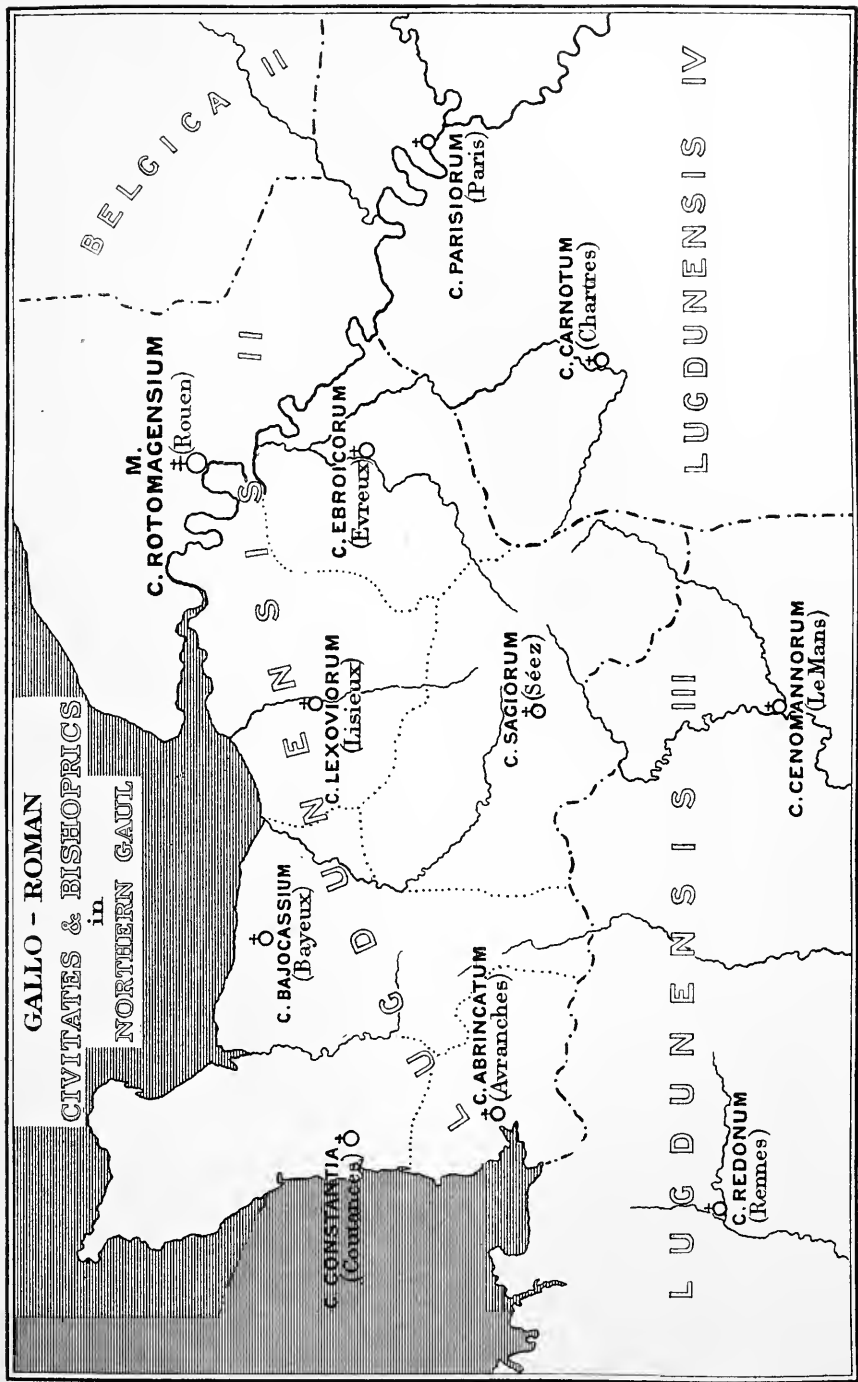 GALLO - ROMAN
CIVITATES & BISHOPRICS
in
NORTHERN GAUL
BELGICA II
M.
C. ROTOMAGENSIUM
(Rouen)
LUGDUNENSIS II
C. PARISIORUM
(Paris)
C. EBROICORUM
(Evreux)
C. CARNOTUM
(Chartres)
LUGDUNENSIS IV
C. LEXOVIORUM
(Lisieux)
C. BAJOCASSIUM
(Bayeux)
C. SAGIORUM
(Séez)
C. CONSTANTIA
(Coutances)
C. ABRINCATUM
(Avranches)
C. CENOMANNORUM
(Le Mans)
LUGDUNENSIS III
C. REDONUM
(Rennes)